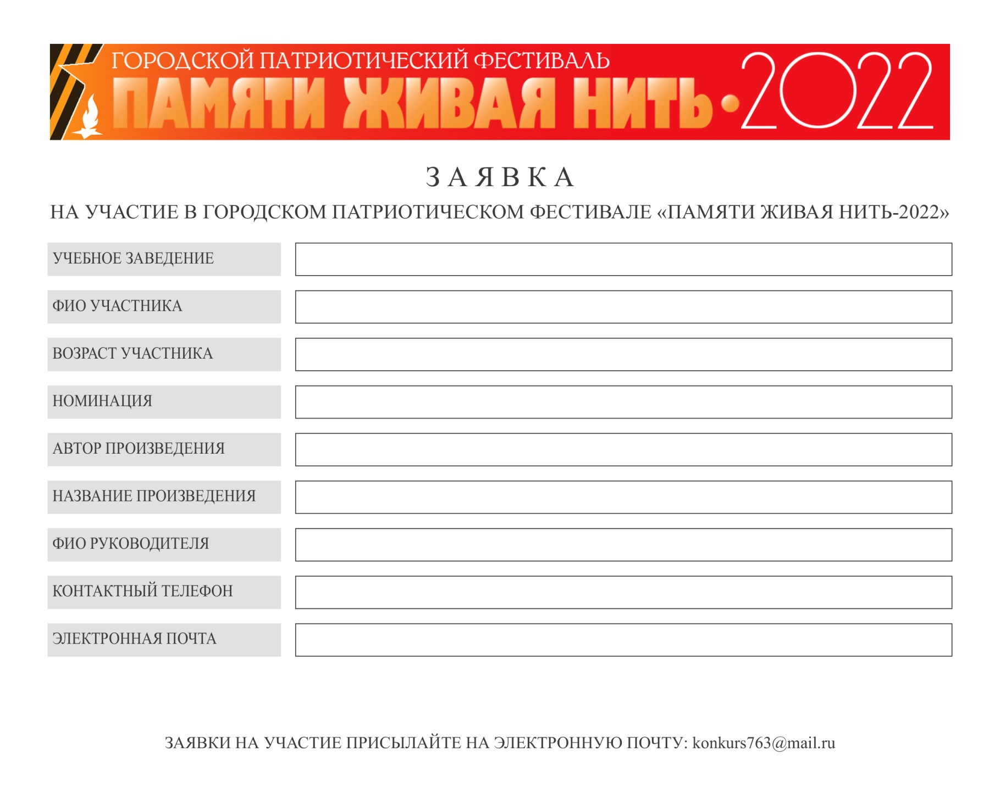 ГОРОДСКОЙ ПАТРИОТИЧЕСКИЙ ФЕСТИВАЛЬ
ПАМЯТИ ЖИВАЯ НИТЬ•2022
ЗАЯВКА
НА УЧАСТИЕ В ГОРОДСКОМ ПАТРИОТИЧЕСКОМ ФЕСТИВАЛЕ «ПАМЯТИ ЖИВАЯ НИТЬ-2022»
УЧЕБНОЕ ЗАВЕДЕНИЕ
ФИО УЧАСТНИКА
ВОЗРАСТ УЧАСТНИКА
НОМИНАЦИЯ
АВТОР ПРОИЗВЕДЕНИЯ
НАЗВАНИЕ ПРОИЗВЕДЕНИЯ
ФИО РУКОВОДИТЕЛЯ
КОНТАКТНЫЙ ТЕЛЕФОН
ЭЛЕКТРОННАЯ ПОЧТА
ЗАЯВКИ НА УЧАСТИЕ ПРИСЫЛАЙТЕ НА ЭЛЕКТРОННУЮ ПОЧТУ: konkurs763@mail.ru